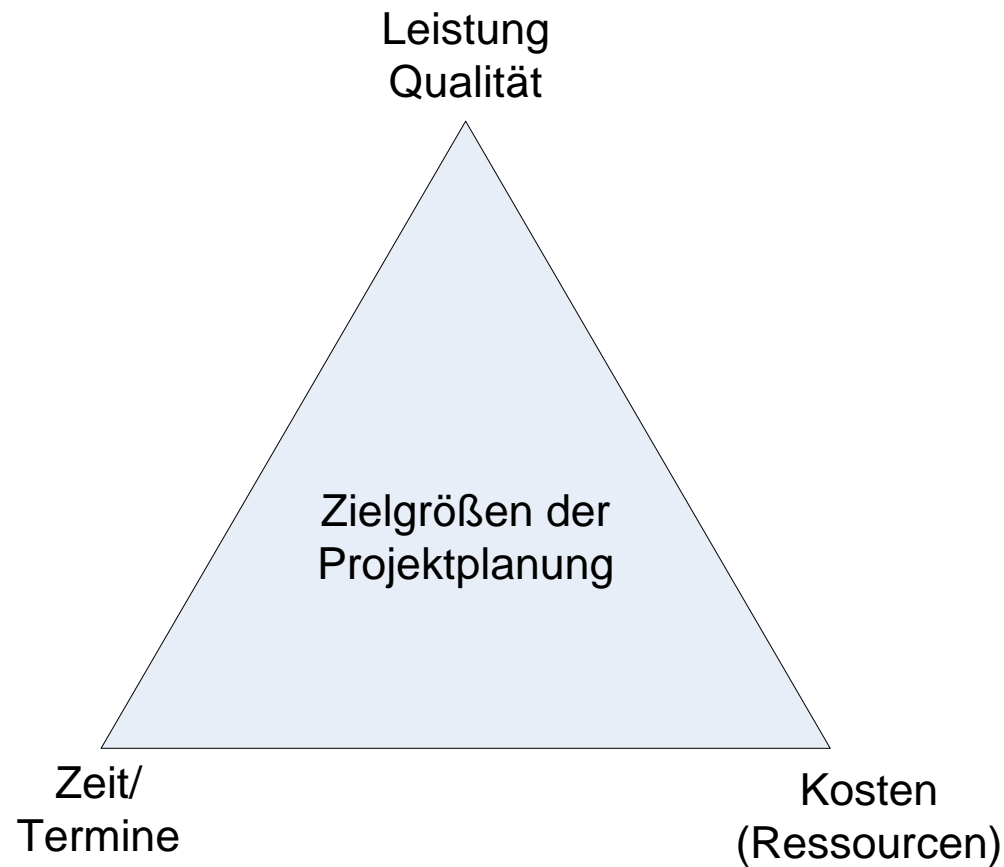 Leistung
Qualität
Zielgrößen der
Projektplanung
Zeit/
Termine
Kosten
(Ressourcen)